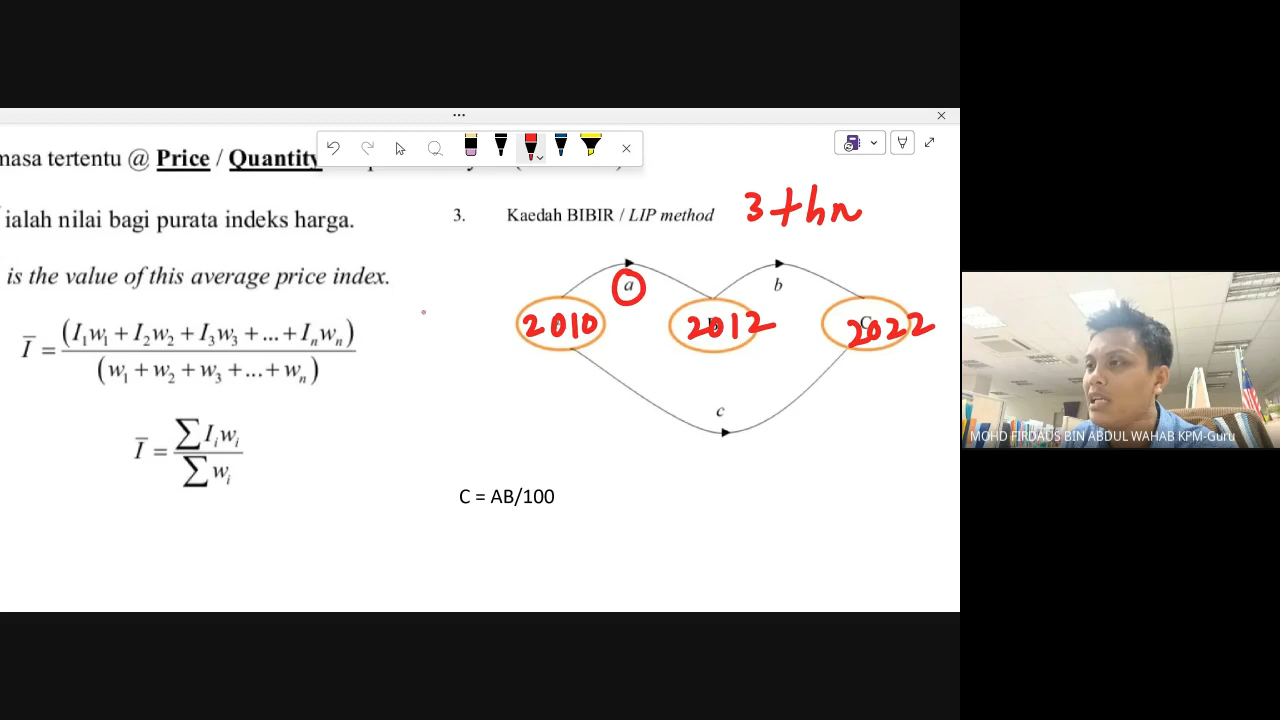 masa tertentu @ Price / Quantity
ialah nilai bagi purata indeks harga.
is the value of this average price index.
Ī = (I₁w₁ + I₂w₂ + I₃w₃ + ... + Iₙwₙ) / (w₁ + w₂ + w₃ + ... + wₙ)
Ī = ∑Iᵢwᵢ / ∑wᵢ
3. Kaedah BIBIR / LIP method
3 thn
a
b
2010
2012
2022
c
C = AB/100
MOHD FIRDAUS BIN ABDUL WAHAB KPM-Guru